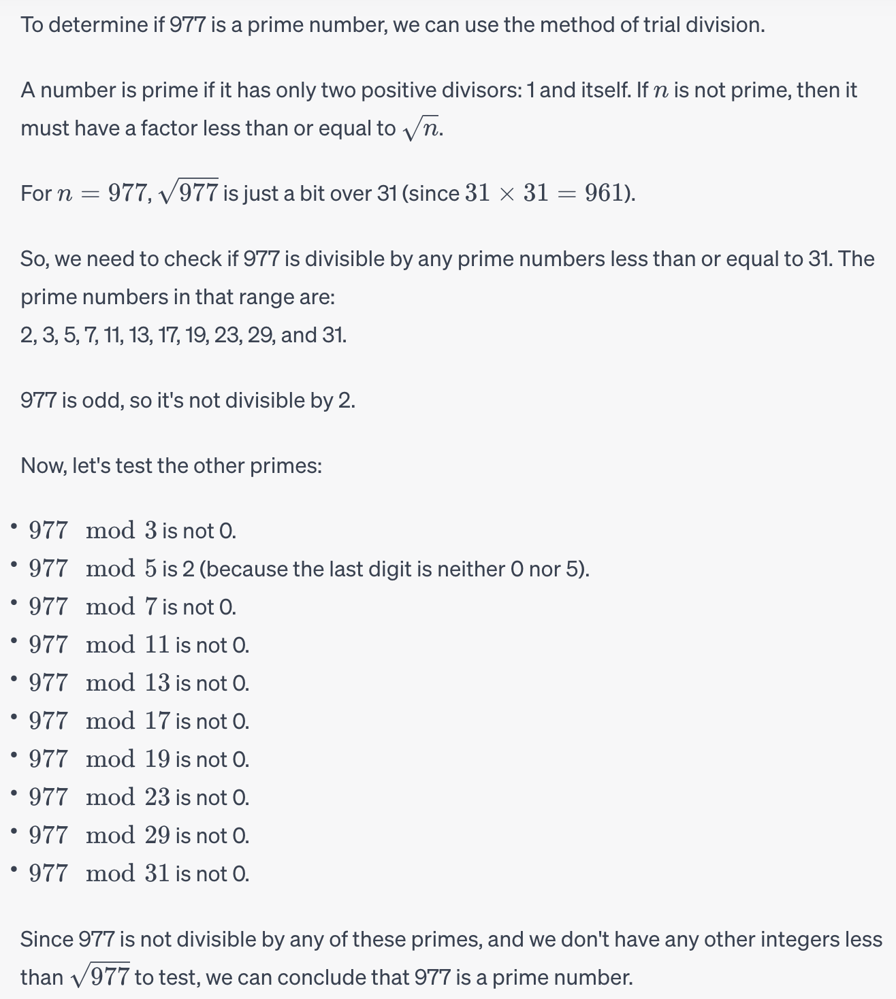 To determine if 977 is a prime number, we can use the method of trial division.
A number is prime if it has only two positive divisors: 1 and itself. If n is not prime, then it
must have a factor less than or equal to √n.
For n = 977, √977 is just a bit over 31 (since 31 × 31 = 961).
So, we need to check if 977 is divisible by any prime numbers less than or equal to 31. The
prime numbers in that range are:
2, 3, 5, 7, 11, 13, 17, 19, 23, 29, and 31.
977 is odd, so it's not divisible by 2.
Now, let's test the other primes:
• 977 mod 3 is not 0.
• 977 mod 5 is 2 (because the last digit is neither 0 nor 5).
• 977 mod 7 is not 0.
• 977 mod 11 is not 0.
• 977 mod 13 is not 0.
• 977 mod 17 is not 0.
• 977 mod 19 is not 0.
• 977 mod 23 is not 0.
• 977 mod 29 is not 0.
• 977 mod 31 is not 0.
Since 977 is not divisible by any of these primes, and we don't have any other integers less
than √977 to test, we can conclude that 977 is a prime number.